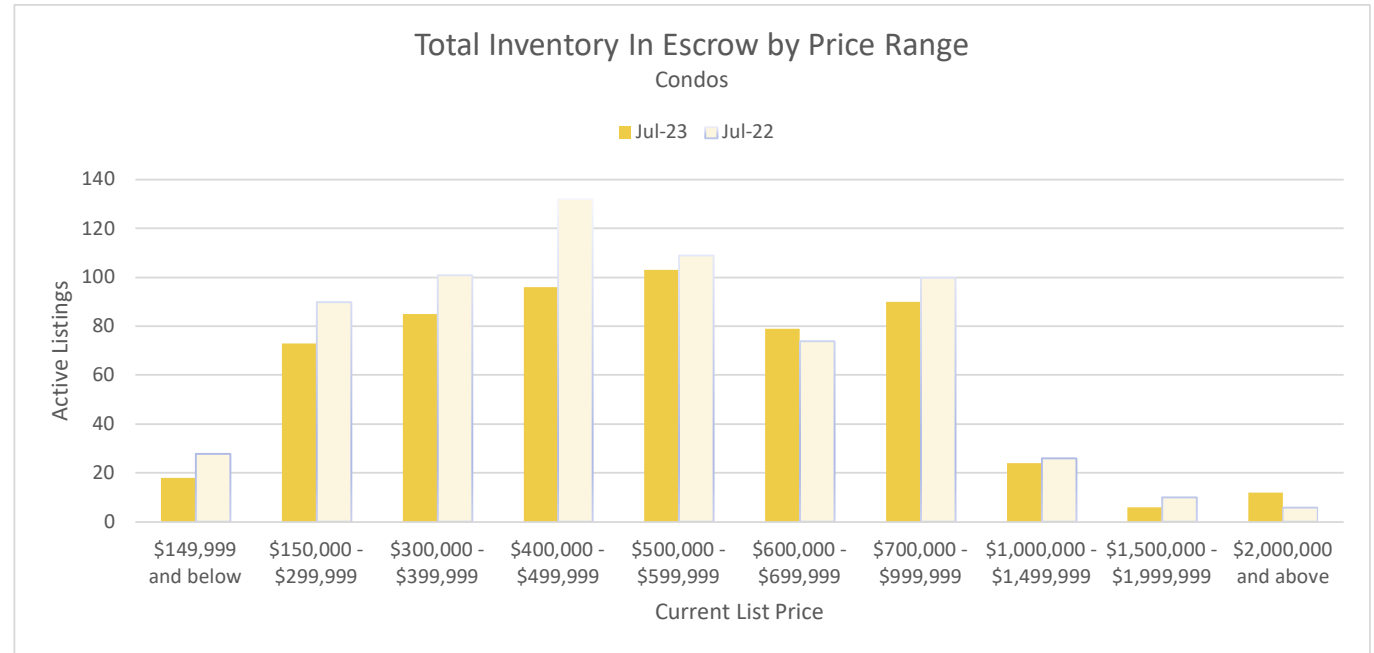 Total Inventory In Escrow by Price Range
Condos
Jul-23 Jul-22
140
120
100
80
60
40
20
0
Active Listings
$149,999 and below
$150,000 - $299,999
$300,000 - $399,999
$400,000 - $499,999
$500,000 - $599,999
$600,000 - $699,999
$700,000 - $999,999
$1,000,000 - $1,499,999
$1,500,000 - $1,999,999
$2,000,000 and above
Current List Price